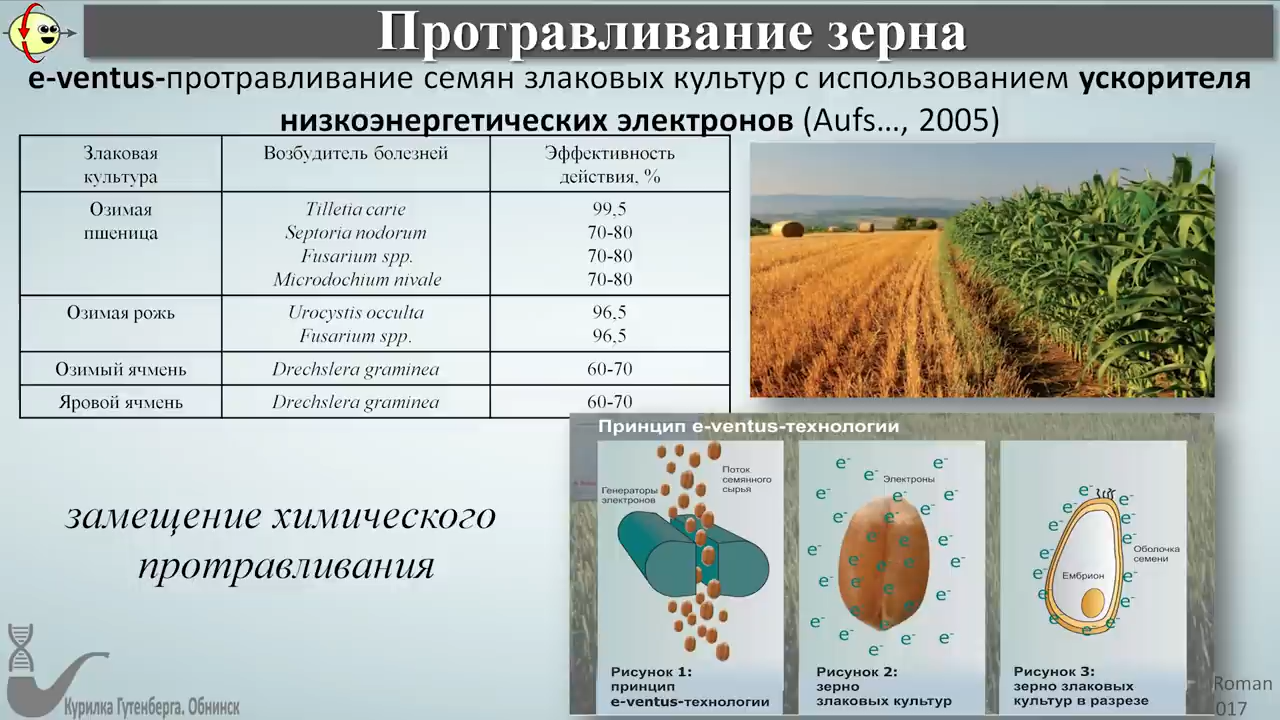 Протравливание зерна
e-ventus-протравливание семян злаковых культур с использованием ускорителя
низкоэнергетических электронов (Aufs…, 2005)
Злаковая культура
Возбудитель болезней
Эффективность действия, %
Озимая пшеница
Tilletia carie 99,5
Septoria nodorum 70-80
Fusarium spp. 70-80
Microdochium nivale 70-80
Озимая рожь
Urocystis occulta 96,5
Fusarium spp. 96,5
Озимый ячмень Drechslera graminea 60-70
Яровой ячмень Drechslera graminea 60-70
замещение химического
протравливания
Принцип e-ventus-технологии
Генераторы
электронов
Поток
семянного
сырья
Рисунок 1:
принцип
e-ventus-технологии
Электроны
e⁻ e⁻ e⁻ e⁻ e⁻ e⁻ e⁻ e⁻ e⁻ e⁻ e⁻ e⁻ e⁻ e⁻ e⁻ e⁻ e⁻ e⁻ e⁻ e⁻ e⁻ e⁻ e⁻
Рисунок 2:
зерно
злаковых культур
e⁻ e⁻ e⁻ e⁻ e⁻ e⁻ e⁻ e⁻ e⁻ e⁻ e⁻ e⁻ e⁻ e⁻ e⁻
Оболочка
семени
Ембрион
Рисунок 3:
зерно злаковых
культур в разрезе
Курилка Гутенберга. Обнинск
Roman
017